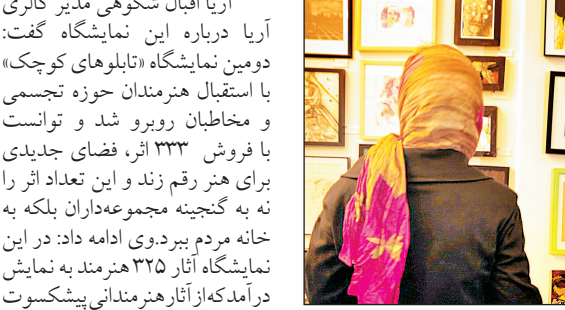 آریا اقبال شکوهی مدیر گالری
آریا درباره این نمایشگاه گفت:
دومین نمایشگاه «تابلوهای کوچک»
با استقبال هنرمندان حوزه تجسمی
و مخاطبان روبرو شد و توانست
با فروش ۳۳۳ اثر، فضای جدیدی
برای هنر رقم زند و این تعداد اثر را
نه به گنجینه مجموعه‌داران بلکه به
خانه مردم ببرد.وی ادامه داد: در این
نمایشگاه آثار ۳۲۵ هنرمند به نمایش
درآمد که از آثار هنرمندانی پیشکسوت